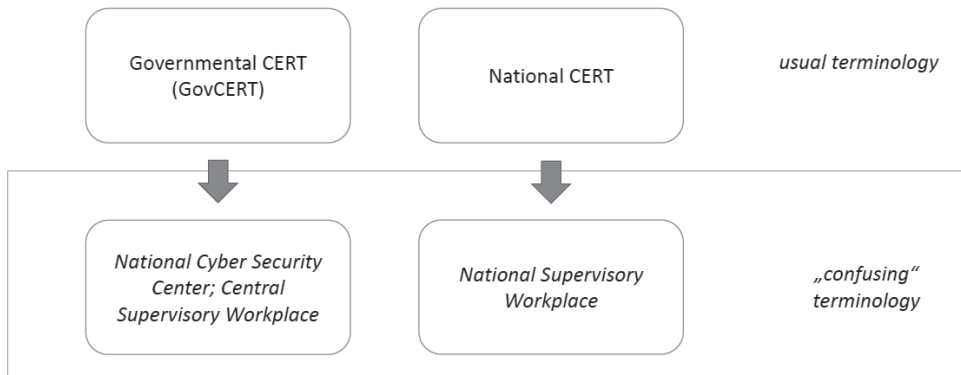 Governmental CERT
(GovCERT)
National CERT
usual terminology
National Cyber Security
Center; Central
Supervisory Workplace
National Supervisory
Workplace
„confusing“
terminology